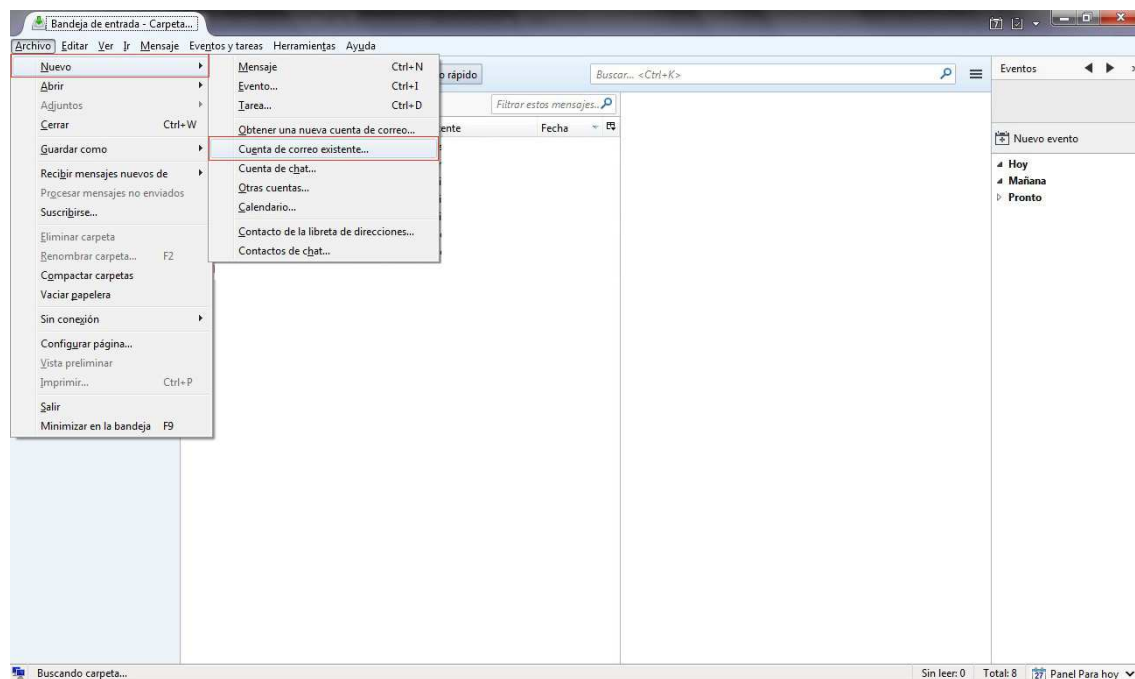 Bandeja de entrada - Carpeta...
Archivo Editar Ver Ir Mensaje Eventos y tareas Herramientas Ayuda
Nuevo
Abrir
Adjuntos
Cerrar Ctrl+W
Guardar como
Recibir mensajes nuevos de
Procesar mensajes no enviados
Suscribirse...
Eliminar carpeta
Renombrar carpeta... F2
Compactar carpetas
Vaciar papelera
Sin conexión
Configurar página...
Vista preliminar
Imprimir... Ctrl+P
Salir
Minimizar en la bandeja F9
Mensaje Ctrl+N
Evento... Ctrl+I
Tarea... Ctrl+D
Obtener una nueva cuenta de correo...
Cuenta de correo existente...
Cuenta de chat...
Otras cuentas...
Calendario...
Contacto de la libreta de direcciones...
Contactos de chat...
o rápido
Buscar... <Ctrl+K>
Filtrar estos mensajes...
ente Fecha
7
Eventos
Nuevo evento
Hoy
Mañana
Pronto
Buscando carpeta...
Sin leer: 0 Total: 8 27 Panel Para hoy